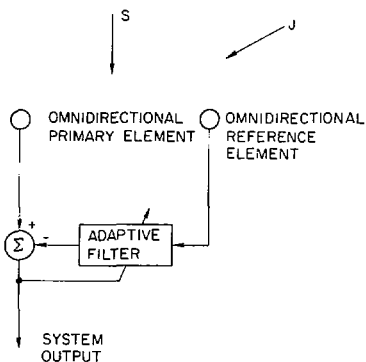 S
J
OMNIDIRECTIONAL
PRIMARY ELEMENT
OMNIDIRECTIONAL
REFERENCE
ELEMENT
+
Σ
-
ADAPTIVE
FILTER
SYSTEM
OUTPUT